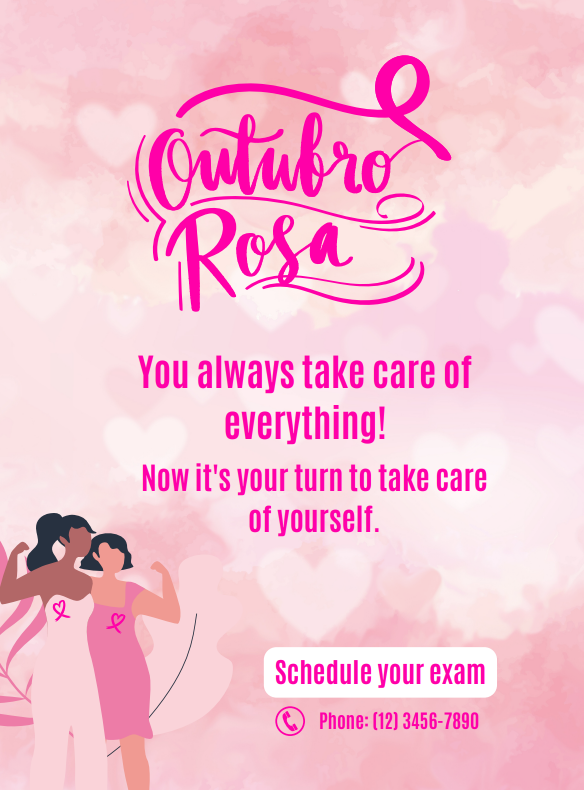 Outubro
Rosa
You always take care of
everything!
Now it's your turn to take care
of yourself.
Schedule your exam
Phone: (12) 3456-7890